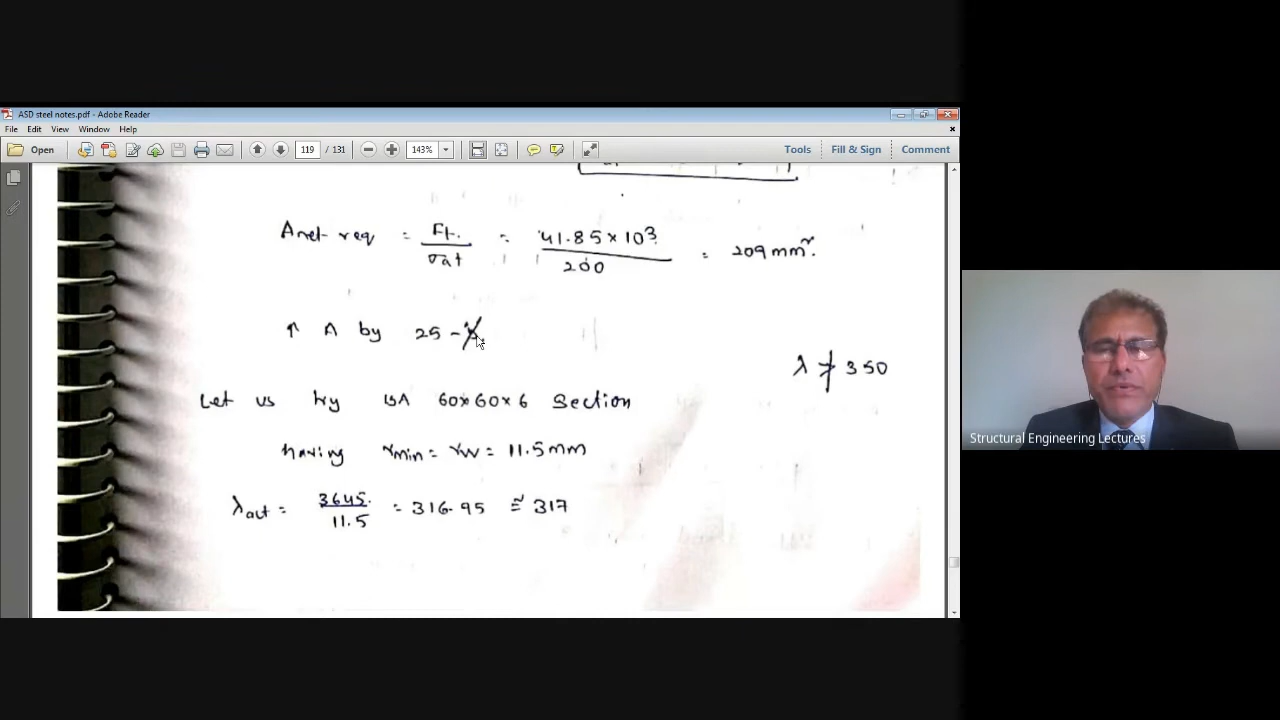 ASD steel notes.pdf - Adobe Reader
File Edit View Window Help
Open 119 / 131 143% Tools Fill & Sign Comment
Anet req = Ft. / σat = 41.85 × 10³ / 200 = 209 mm².
↑ A by 25 -
λ ≯ 350
Let us try ISA 60×60×6 Section
having rmin = rvv = 11.5 mm
λact = 3645. / 11.5 = 316.95 ≅ 317
Structural Engineering Lectures